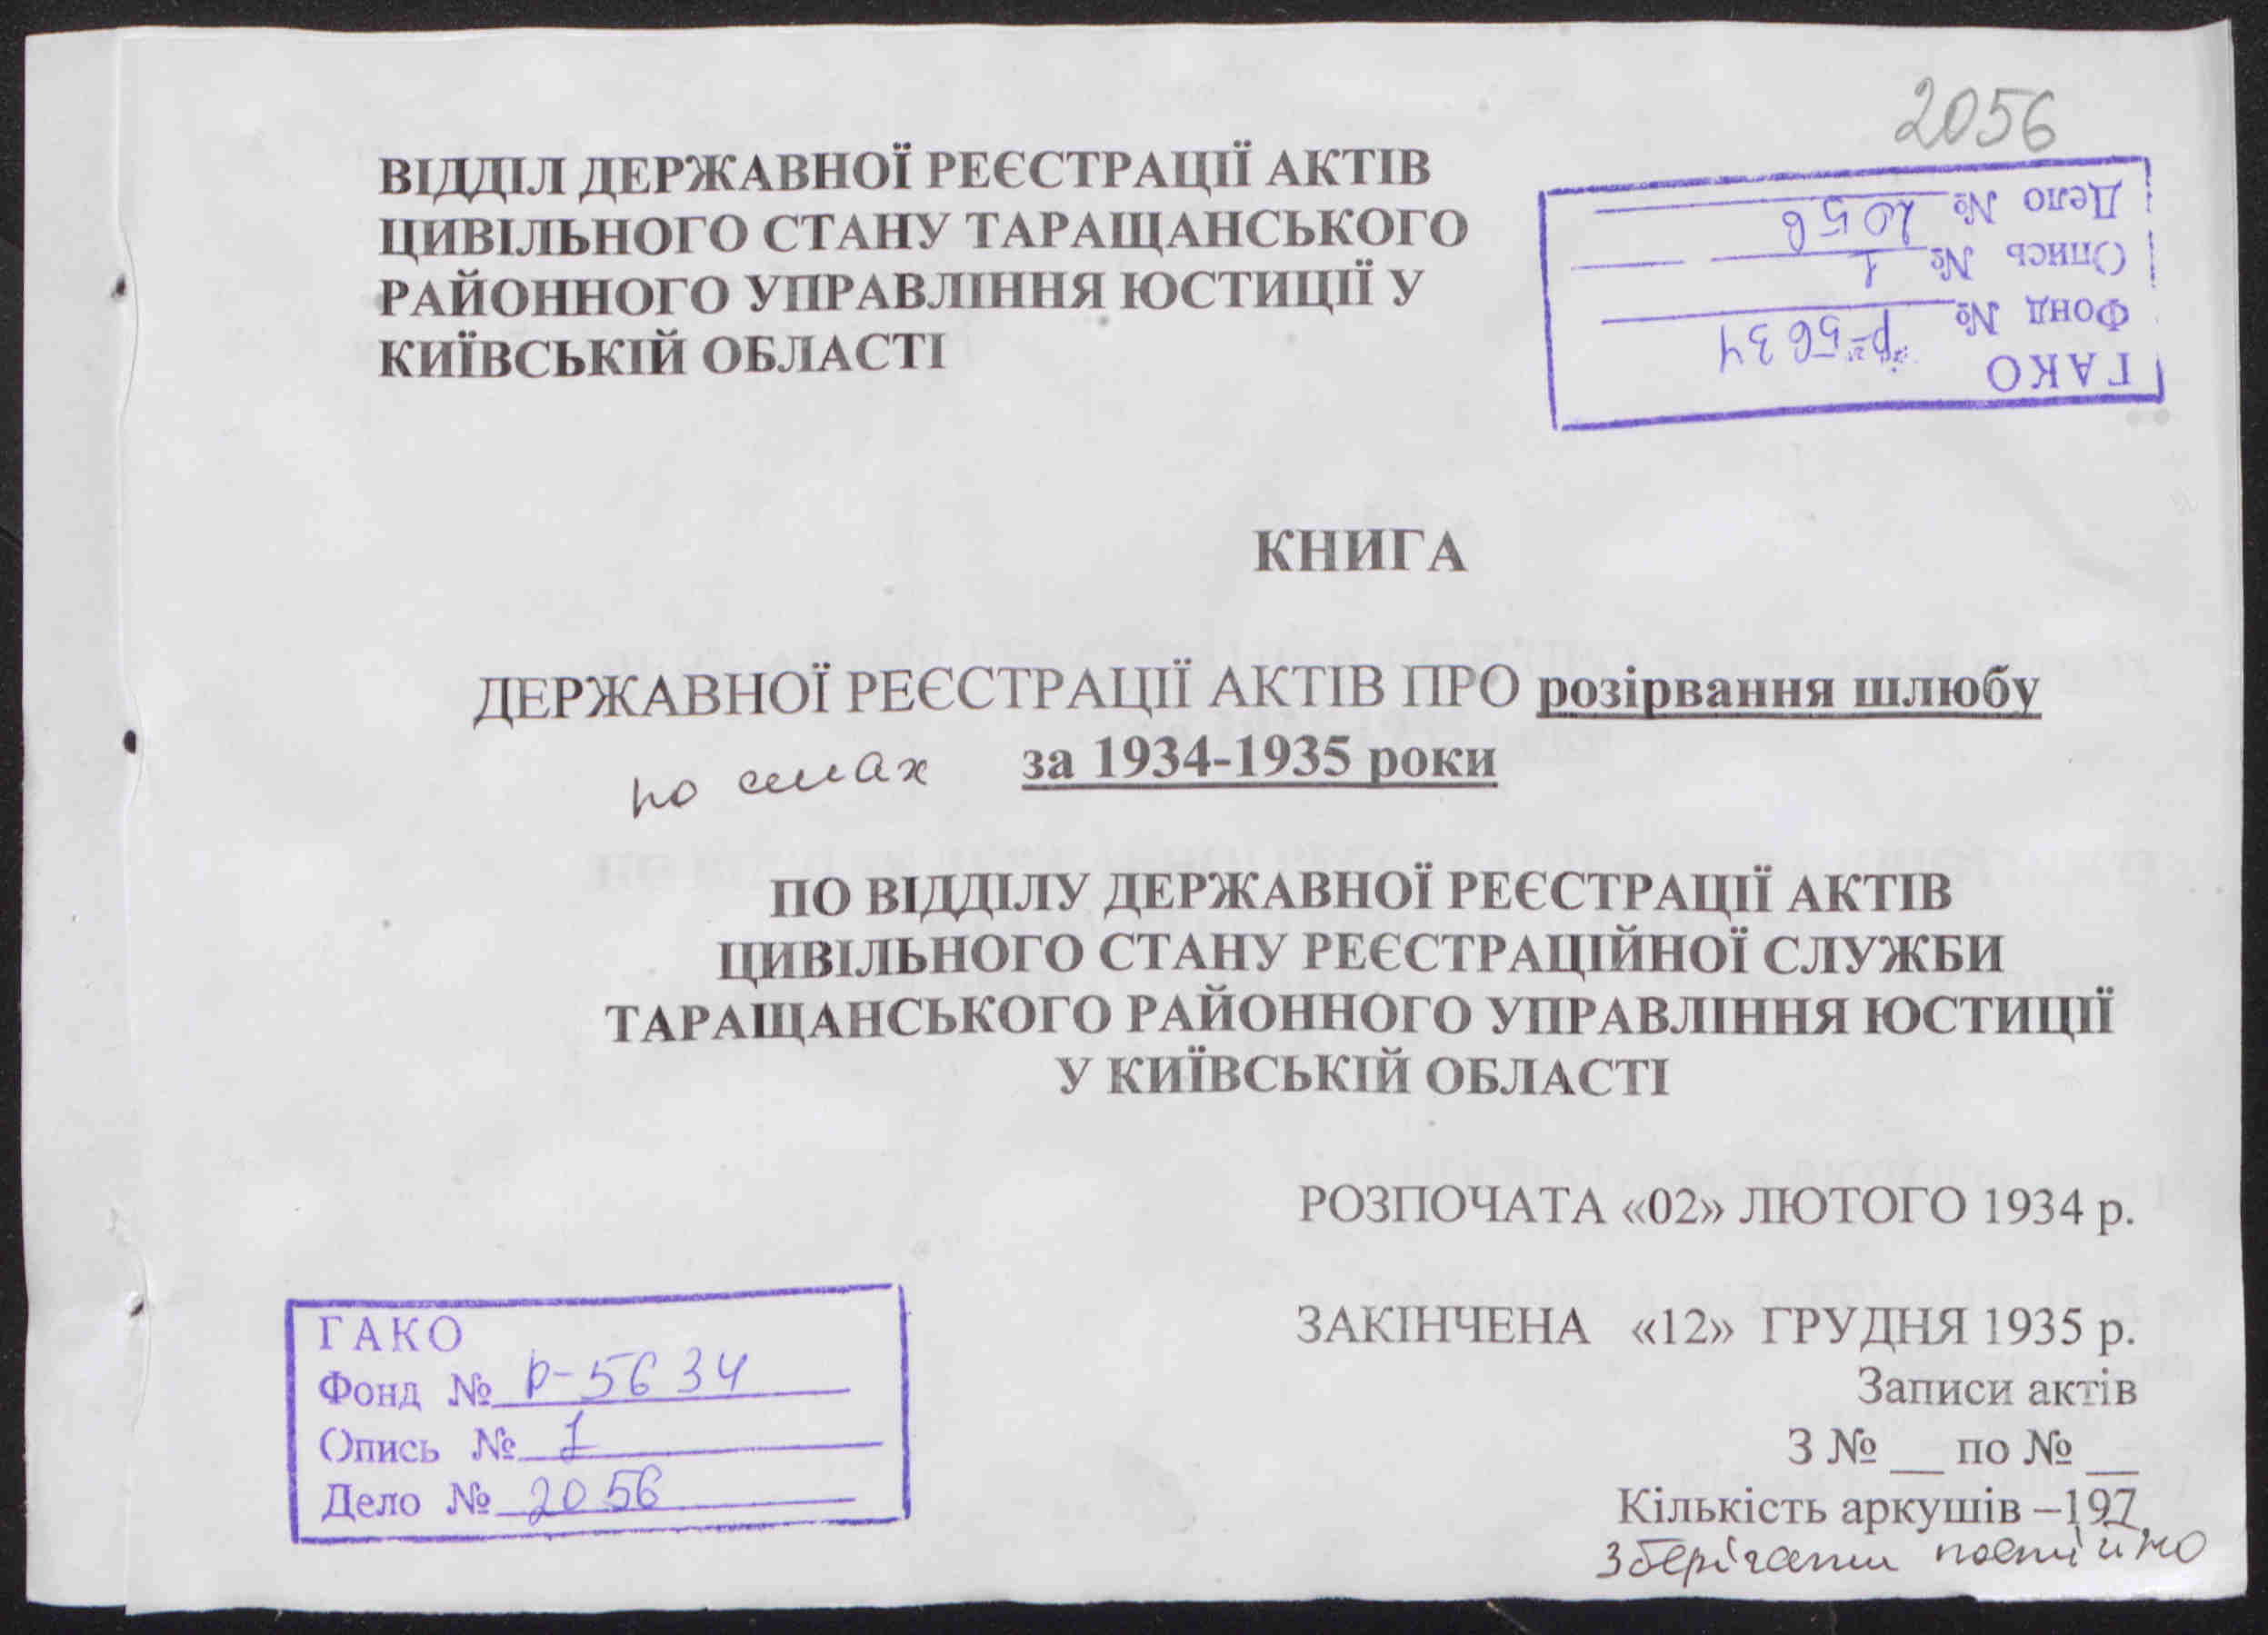 2056
ВІДДІЛ ДЕРЖАВНОЇ РЕЄСТРАЦІЇ АКТІВ
ЦИВІЛЬНОГО СТАНУ ТАРАЩАНСЬКОГО
РАЙОННОГО УПРАВЛІННЯ ЮСТИЦІЇ У
КИЇВСЬКІЙ ОБЛАСТІ
ГАКО
Фонд № р-5634
Опись № 1
Дело № 2056
КНИГА
ДЕРЖАВНОЇ РЕЄСТРАЦІЇ АКТІВ ПРО розірвання шлюбу
по селах за 1934-1935 роки
ПО ВІДДІЛУ ДЕРЖАВНОЇ РЕЄСТРАЦІЇ АКТІВ
ЦИВІЛЬНОГО СТАНУ РЕЄСТРАЦІЙНОЇ СЛУЖБИ
ТАРАЩАНСЬКОГО РАЙОННОГО УПРАВЛІННЯ ЮСТИЦІЇ
У КИЇВСЬКІЙ ОБЛАСТІ
РОЗПОЧАТА «02» ЛЮТОГО 1934 р.
ЗАКІНЧЕНА «12» ГРУДНЯ 1935 р.
Записи актів
З № __ по № __
Кількість аркушів –197
Зберігати постійно
ГАКО
Фонд № р-5634
Опись № 1
Дело № 2056